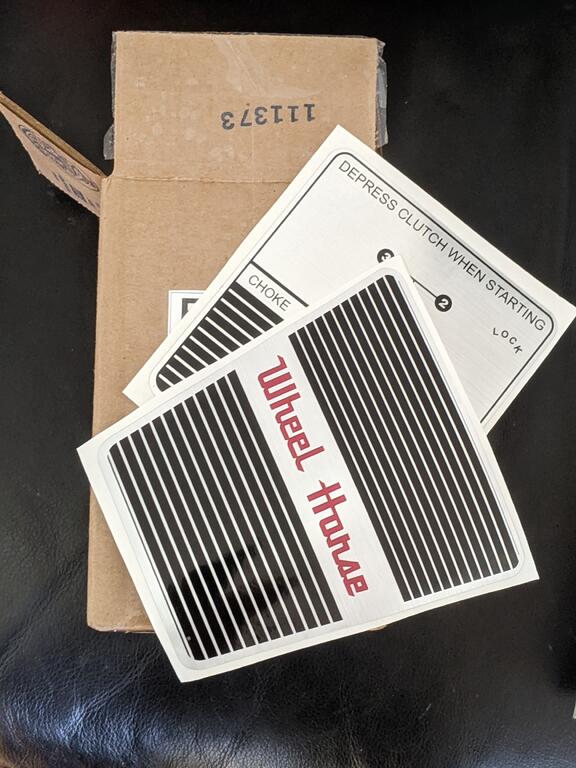 111373
DEPRESS CLUTCH WHEN STARTING
3
2
CHOKE
LOCK
Wheel Horse